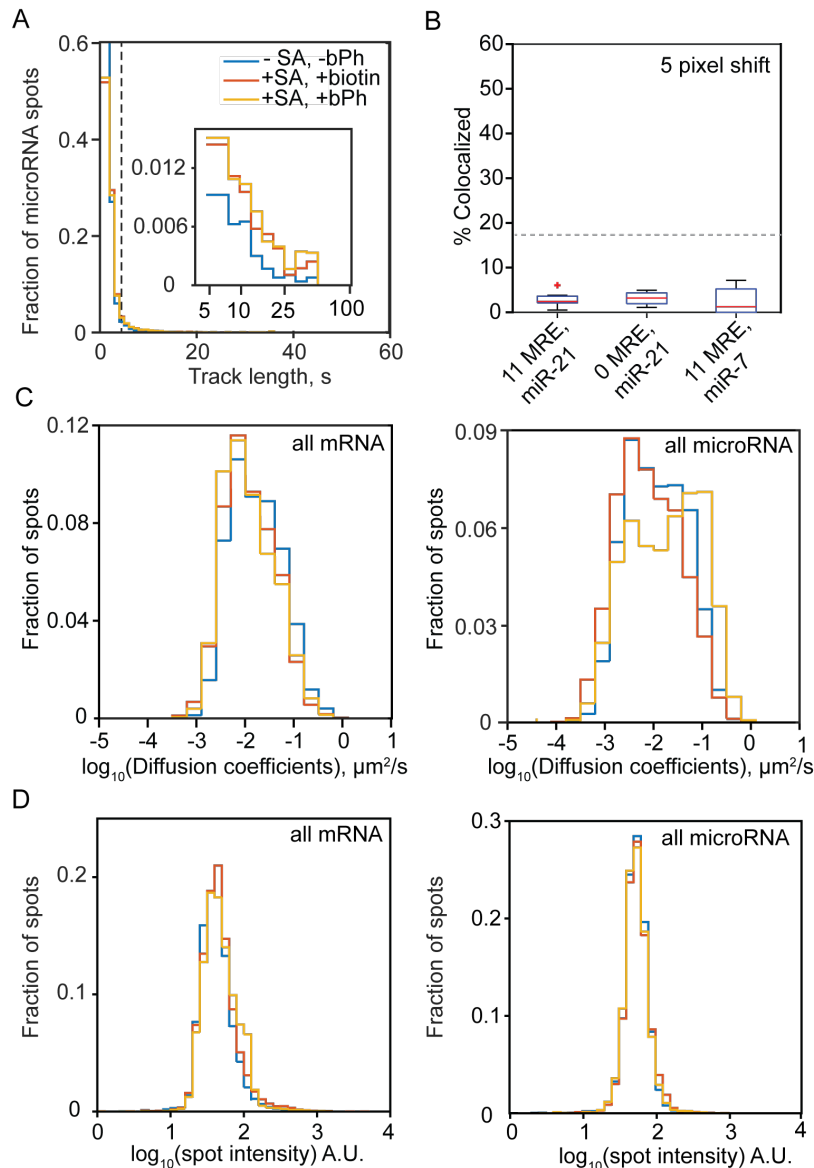 A
0.6
0.4
0.2
0
Fraction of microRNA spots
- SA, -bPh
+SA, +biotin
+SA, +bPh
0.012
0.006
0
5 10 25 100
0 20 40 60
Track length, s
B
60
50
40
30
20
10
0
% Colocalized
5 pixel shift
11 MRE,
miR-21
0 MRE,
miR-21
11 MRE,
miR-7
C
0.12
0.08
0.04
0
Fraction of spots
all mRNA
-5 -4 -3 -2 -1 0 1
log10(Diffusion coefficients), µm²/s
0.09
0.06
0.03
0
Fraction of spots
all microRNA
-5 -4 -3 -2 -1 0 1
log10(Diffusion coefficients), µm²/s
D
0.2
0.1
0
Fraction of spots
all mRNA
0 1 2 3 4
log10(spot intensity) A.U.
0.3
0.2
0.1
0
Fraction of spots
all microRNA
0 1 2 3 4
log10(spot intensity) A.U.